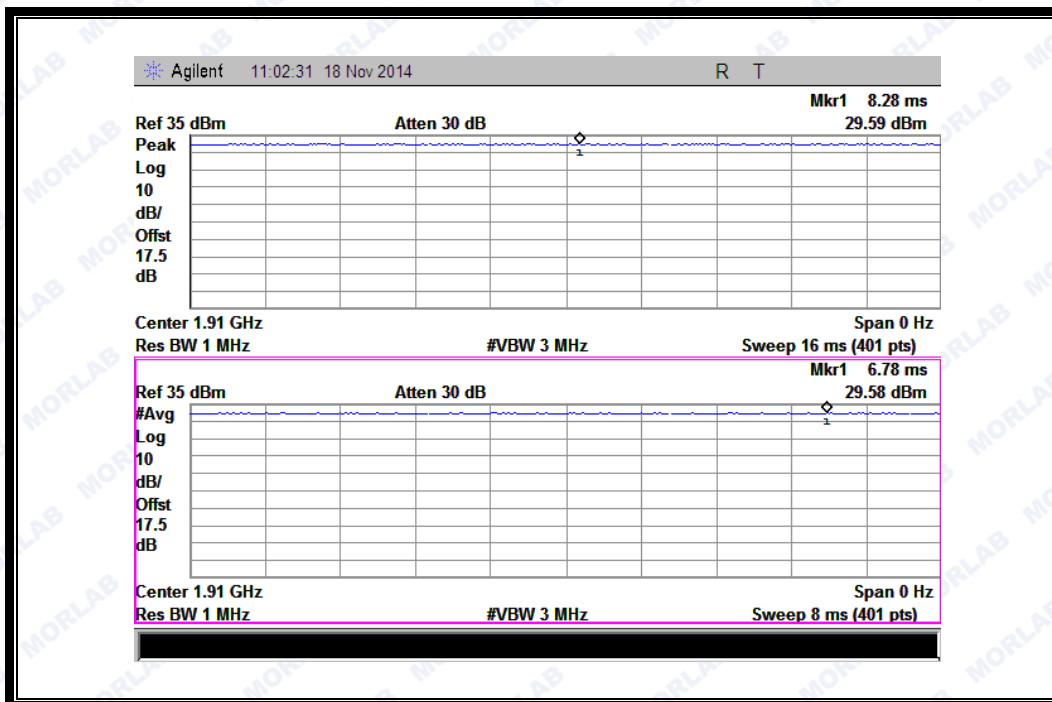 Agilent 11:02:31 18 Nov 2014 R T
Mkr1 8.28 ms
Ref 35 dBm Atten 30 dB 29.59 dBm
Peak
Log
10
dB/
Offst
17.5
dB
1
Center 1.91 GHz Span 0 Hz
Res BW 1 MHz #VBW 3 MHz Sweep 16 ms (401 pts)
Mkr1 6.78 ms
Ref 35 dBm Atten 30 dB 29.58 dBm
#Avg
Log
10
dB/
Offst
17.5
dB
1
Center 1.91 GHz Span 0 Hz
Res BW 1 MHz #VBW 3 MHz Sweep 8 ms (401 pts)
MORLAB